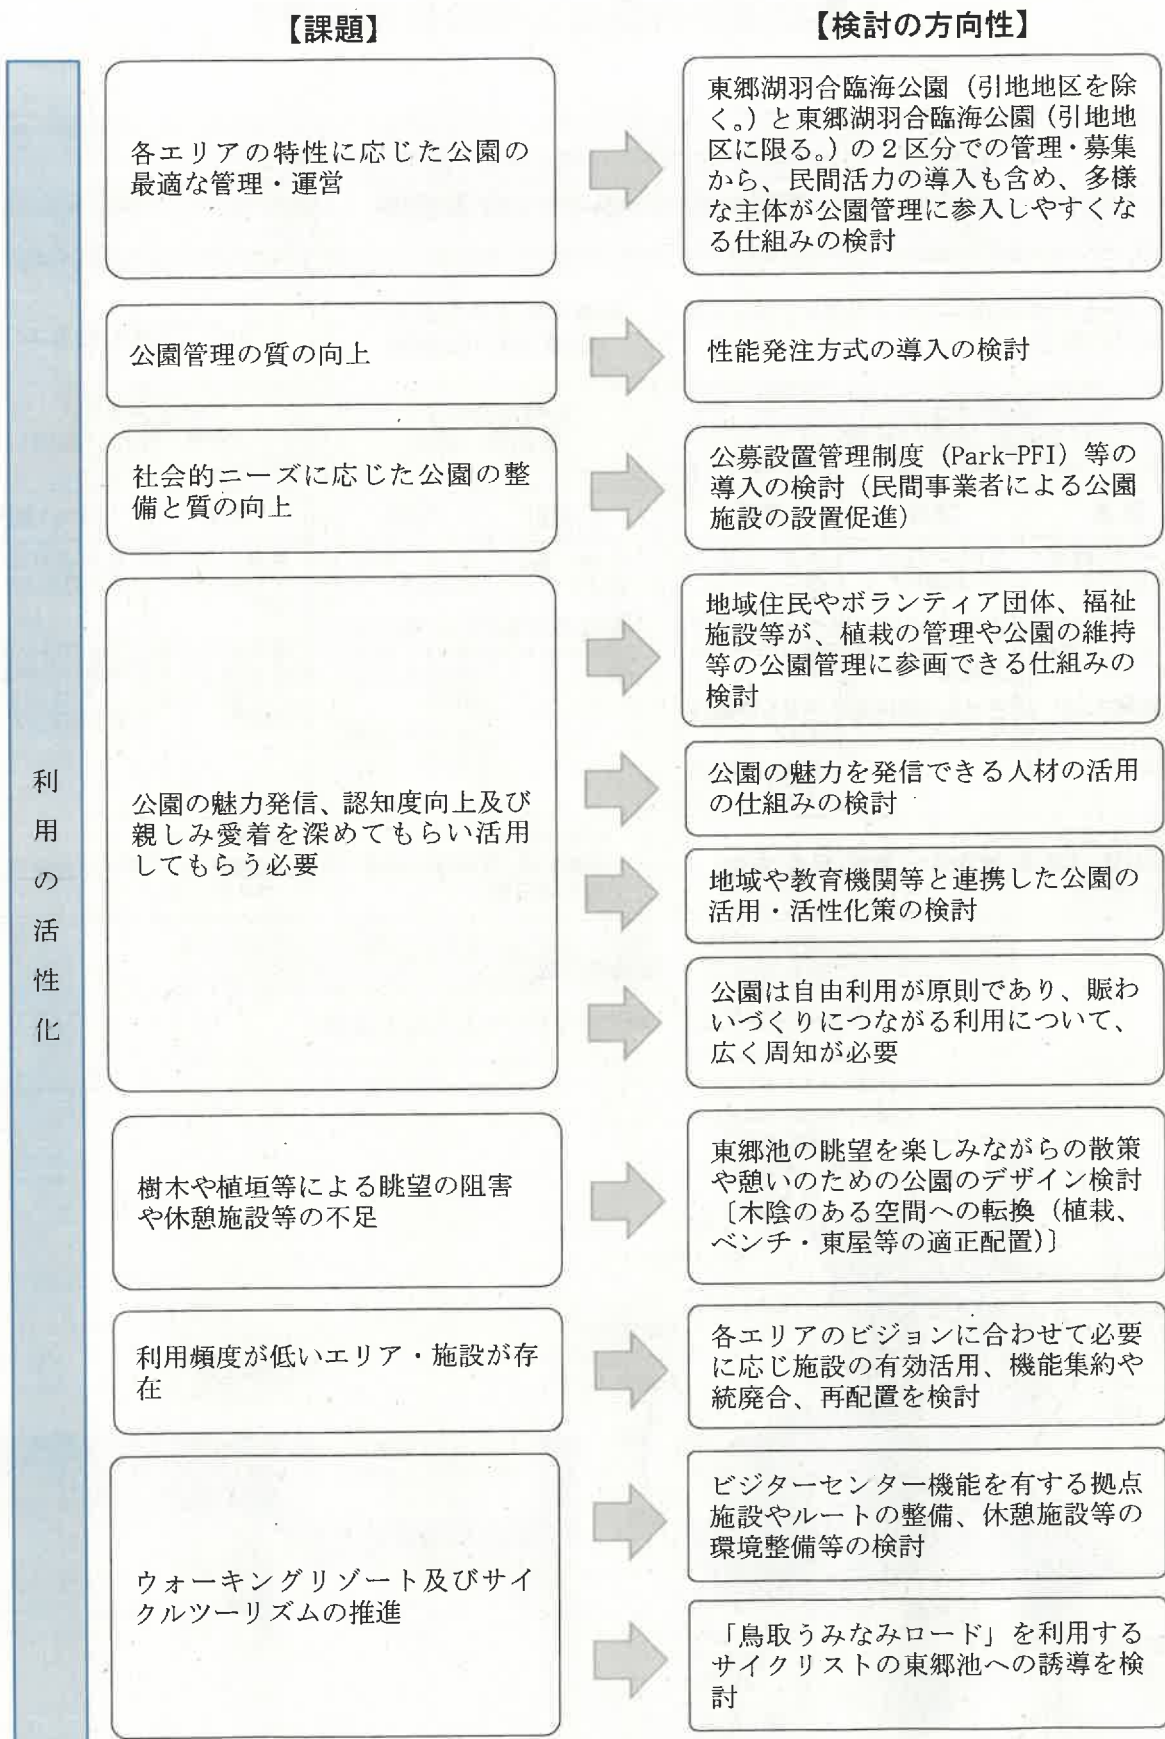 【課題】
【検討の方向性】
利用の活性化
各エリアの特性に応じた公園の
最適な管理・運営
東郷湖羽合臨海公園（引地地区を除
く。）と東郷湖羽合臨海公園（引地地
区に限る。）の２区分での管理・募集
から、民間活力の導入も含め、多様
な主体が公園管理に参入しやすくな
る仕組みの検討
公園管理の質の向上
性能発注方式の導入の検討
社会的ニーズに応じた公園の整
備と質の向上
公募設置管理制度（Park-PFI）等の
導入の検討（民間事業者による公園
施設の設置促進）
公園の魅力発信、認知度向上及び
親しみ愛着を深めてもらい活用
してもらう必要
地域住民やボランティア団体、福祉
施設等が、植栽の管理や公園の維持
等の公園管理に参画できる仕組みの
検討
公園の魅力を発信できる人材の活用
の仕組みの検討
地域や教育機関等と連携した公園の
活用・活性化策の検討
公園は自由利用が原則であり、賑わ
いづくりにつながる利用について、
広く周知が必要
樹木や植垣等による眺望の阻害
や休憩施設等の不足
東郷池の眺望を楽しみながらの散策
や憩いのための公園のデザイン検討
〔木陰のある空間への転換（植栽、
ベンチ・東屋等の適正配置）〕
利用頻度が低いエリア・施設が存
在
各エリアのビジョンに合わせて必要
に応じ施設の有効活用、機能集約や
統廃合、再配置を検討
ウォーキングリゾート及びサイ
クルツーリズムの推進
ビジターセンター機能を有する拠点
施設やルートの整備、休憩施設等の
環境整備等の検討
「鳥取うみなみロード」を利用する
サイクリストの東郷池への誘導を検
討